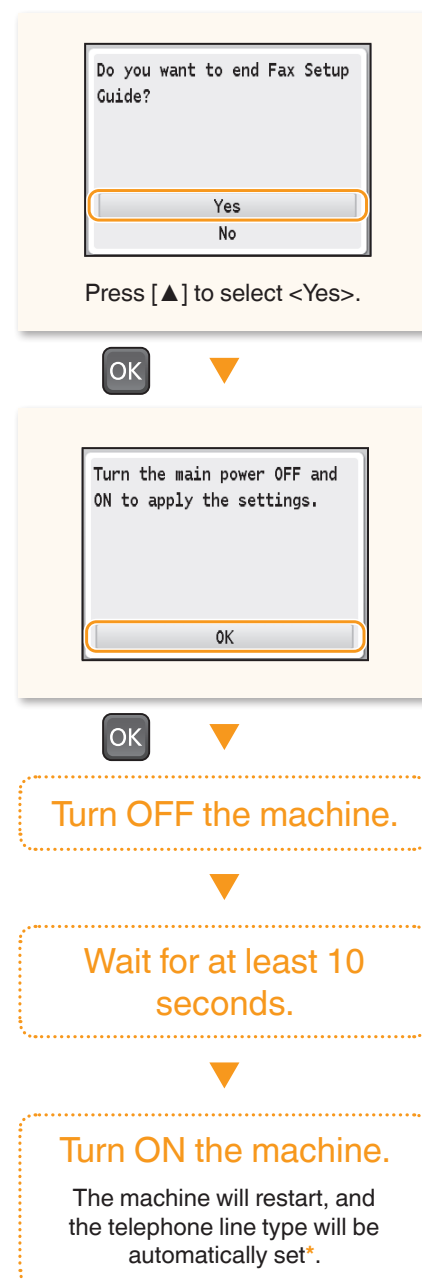 Do you want to end Fax Setup
Guide?
Yes
No
Press [▲] to select <Yes>.
OK
Turn the main power OFF and
ON to apply the settings.
OK
OK
Turn OFF the machine.
Wait for at least 10
seconds.
Turn ON the machine.
The machine will restart, and
the telephone line type will be
automatically set*.